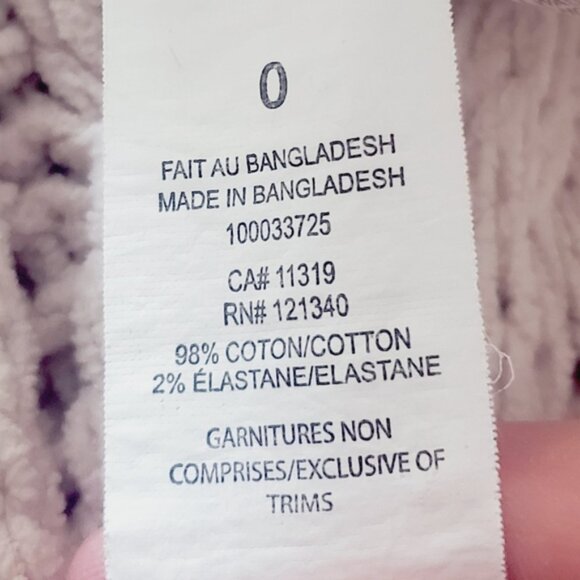 0
FAIT AU BANGLADESH
MADE IN BANGLADESH
100033725
CA# 11319
RN# 121340
98% COTON/COTTON
2% ÉLASTANE/ELASTANE
GARNITURES NON
COMPRISES/EXCLUSIVE OF
TRIMS